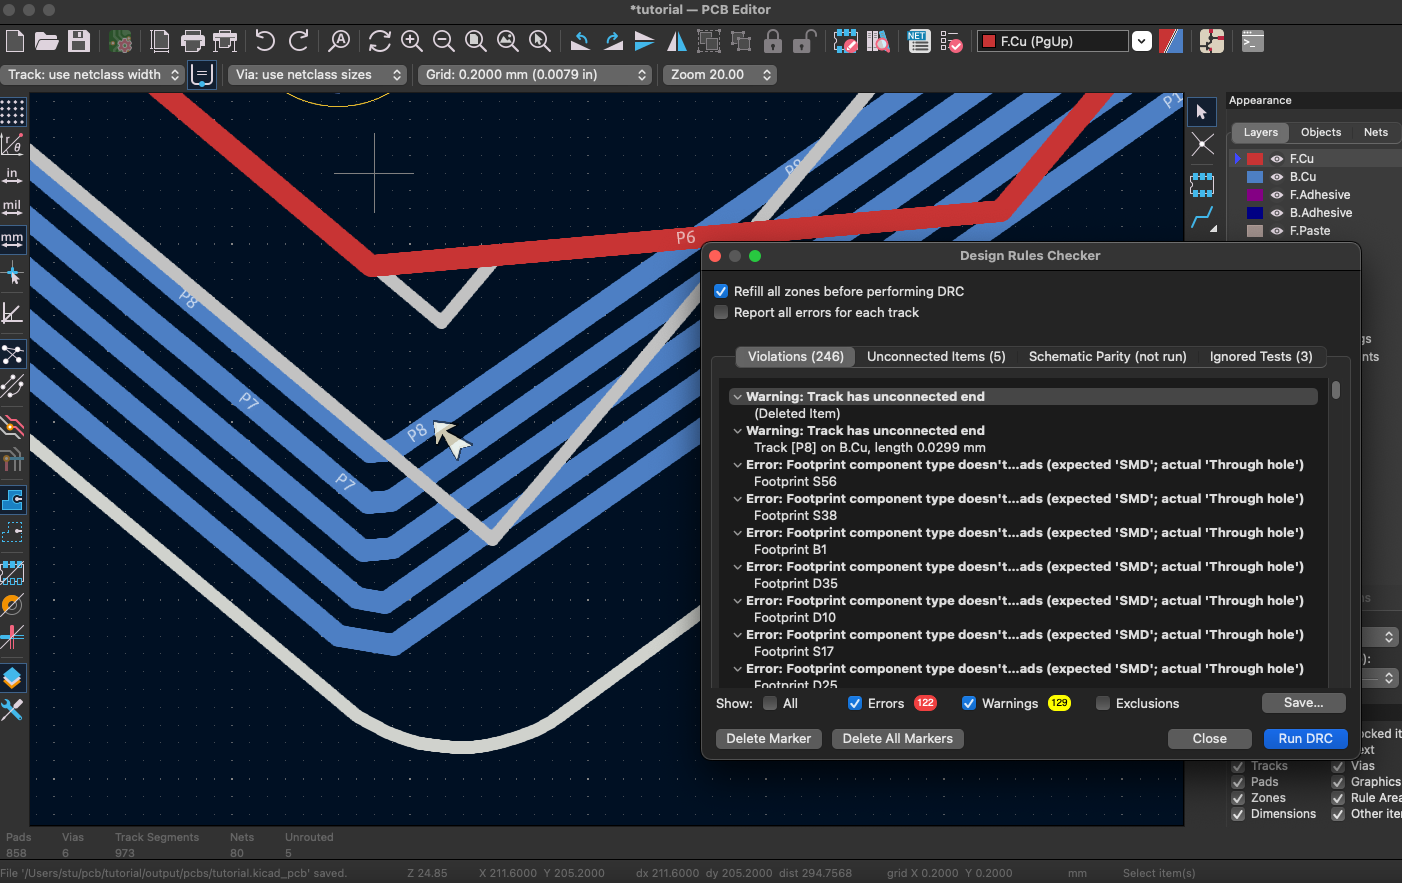 *tutorial — PCB Editor
NET
F.Cu (PgUp)
Track: use netclass width
Via: use netclass sizes
Grid: 0.2000 mm (0.0079 in)
Zoom 20.00
in
mil
mm
P8
P6
P8
P7
P8
P7
Appearance
Layers Objects Nets
F.Cu
B.Cu
F.Adhesive
B.Adhesive
F.Paste
Design Rules Checker
Refill all zones before performing DRC
Report all errors for each track
Violations (246) Unconnected Items (5) Schematic Parity (not run) Ignored Tests (3)
Warning: Track has unconnected end
(Deleted Item)
Warning: Track has unconnected end
Track [P8] on B.Cu, length 0.0299 mm
Error: Footprint component type doesn't...ads (expected 'SMD'; actual 'Through hole')
Footprint S56
Error: Footprint component type doesn't...ads (expected 'SMD'; actual 'Through hole')
Footprint S38
Error: Footprint component type doesn't...ads (expected 'SMD'; actual 'Through hole')
Footprint B1
Error: Footprint component type doesn't...ads (expected 'SMD'; actual 'Through hole')
Footprint D35
Error: Footprint component type doesn't...ads (expected 'SMD'; actual 'Through hole')
Footprint D10
Error: Footprint component type doesn't...ads (expected 'SMD'; actual 'Through hole')
Footprint S17
Error: Footprint component type doesn't...ads (expected 'SMD'; actual 'Through hole')
Footprint D25
Show: All Errors 122 Warnings 129 Exclusions Save...
Delete Marker Delete All Markers Close Run DRC
Tracks Vias
Pads Graphics
Zones Rule Area
Dimensions Other ite
Pads Vias Track Segments Nets Unrouted
858 6 973 80 5
File '/Users/stu/pcb/tutorial/output/pcbs/tutorial.kicad_pcb' saved. Z 24.85 X 211.6000 Y 205.2000 dx 211.6000 dy 205.2000 dist 294.7568 grid X 0.2000 Y 0.2000 mm Select item(s)